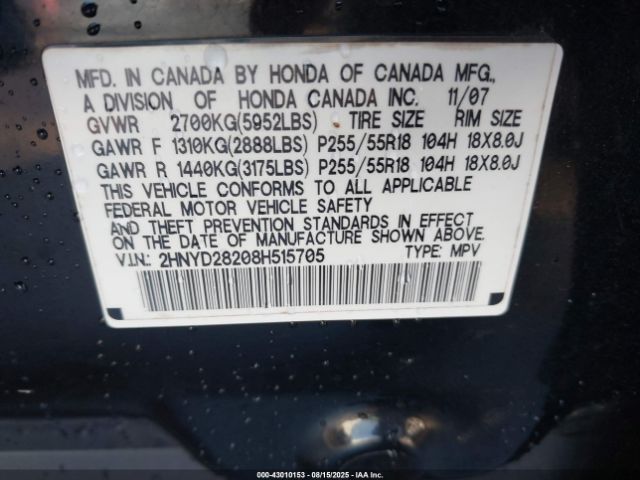 MFD. IN CANADA BY HONDA OF CANADA MFG.,
A DIVISION OF HONDA CANADA INC. 11/07
GVWR 2700KG(5952LBS) TIRE SIZE RIM SIZE
GAWR F 1310KG(2888LBS) P255/55R18 104H 18X8.0J
GAWR R 1440KG(3175LBS) P255/55R18 104H 18X8.0J
THIS VEHICLE CONFORMS TO ALL APPLICABLE
FEDERAL MOTOR VEHICLE SAFETY
AND THEFT PREVENTION STANDARDS IN EFFECT ON
THE DATE OF MANUFACTURE SHOWN ABOVE.
V.I.N.: 2HNYD28208H515705 TYPE: MPV
000-43010153 - 08/15/2025 - IAAI.com